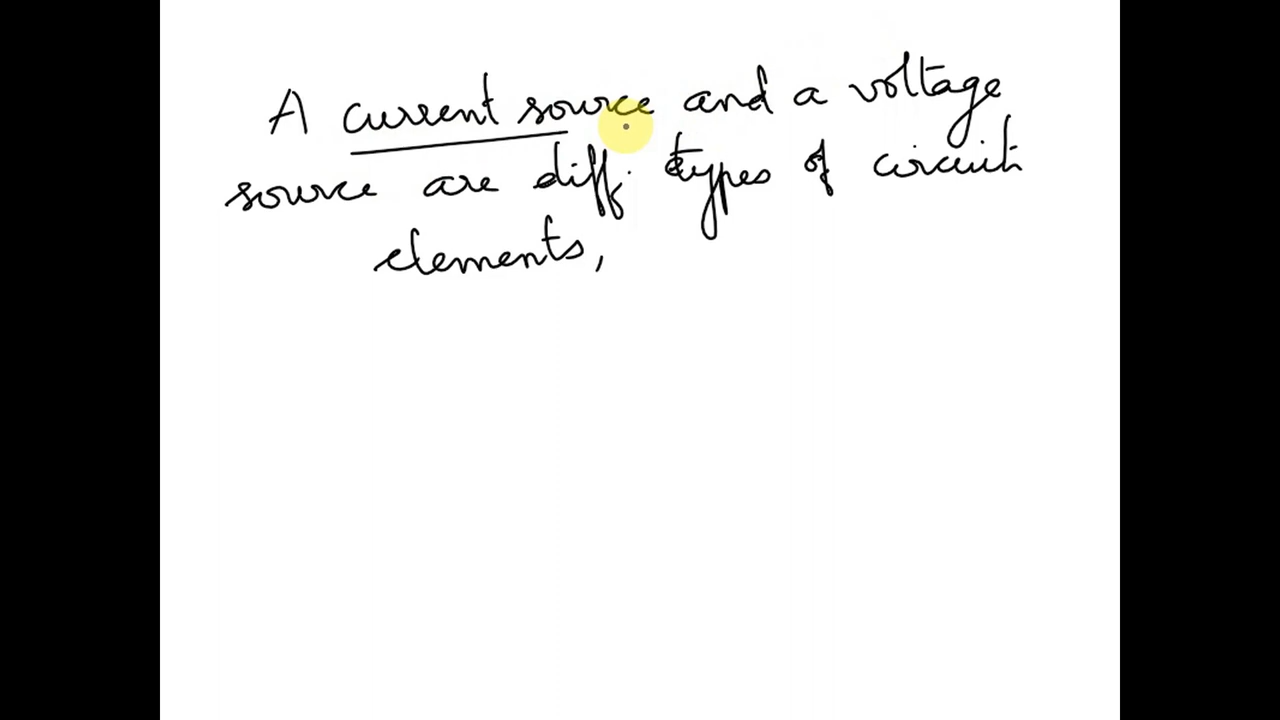 A current source and a voltage
source are diff. types of circuit
elements,